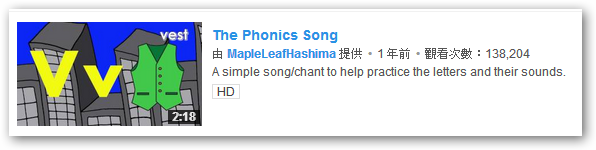 V v
vest
2:18
The Phonics Song
由 MapleLeafHashima 提供 • 1 年前 • 觀看次數：138,204
A simple song/chant to help practice the letters and their sounds.
HD